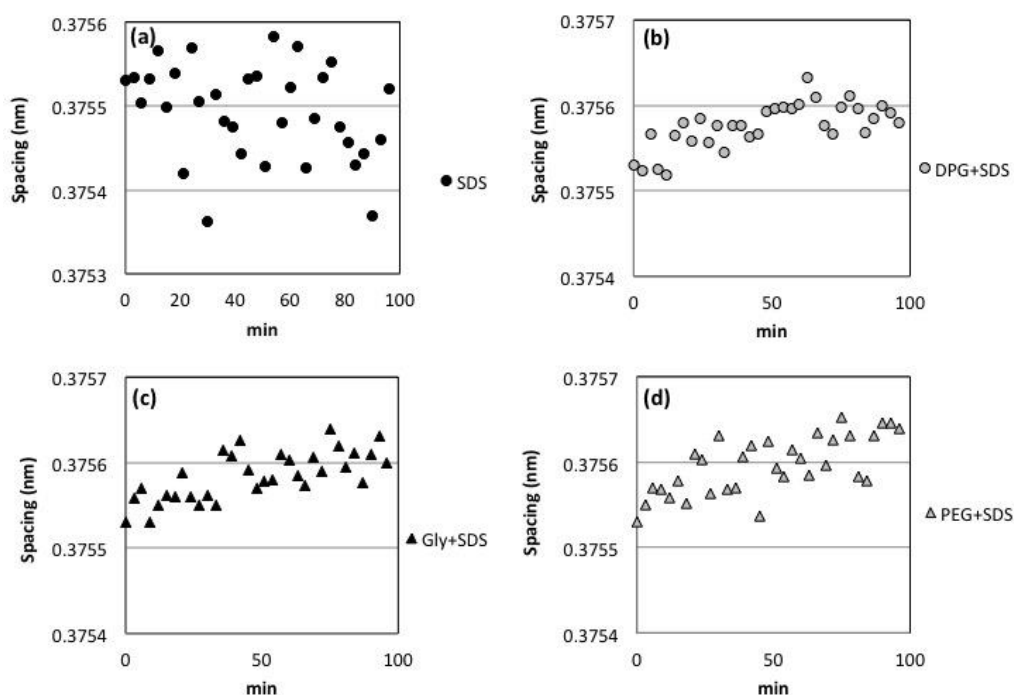 (a)
0.3756
0.3755
0.3754
0.3753
Spacing (nm)
0 20 40 60 80 100
min
SDS
(b)
0.3757
0.3756
0.3755
0.3754
Spacing (nm)
0 50 100
min
DPG+SDS
(c)
0.3757
0.3756
0.3755
0.3754
Spacing (nm)
0 50 100
min
Gly+SDS
(d)
0.3757
0.3756
0.3755
0.3754
Spacing (nm)
0 50 100
min
PEG+SDS